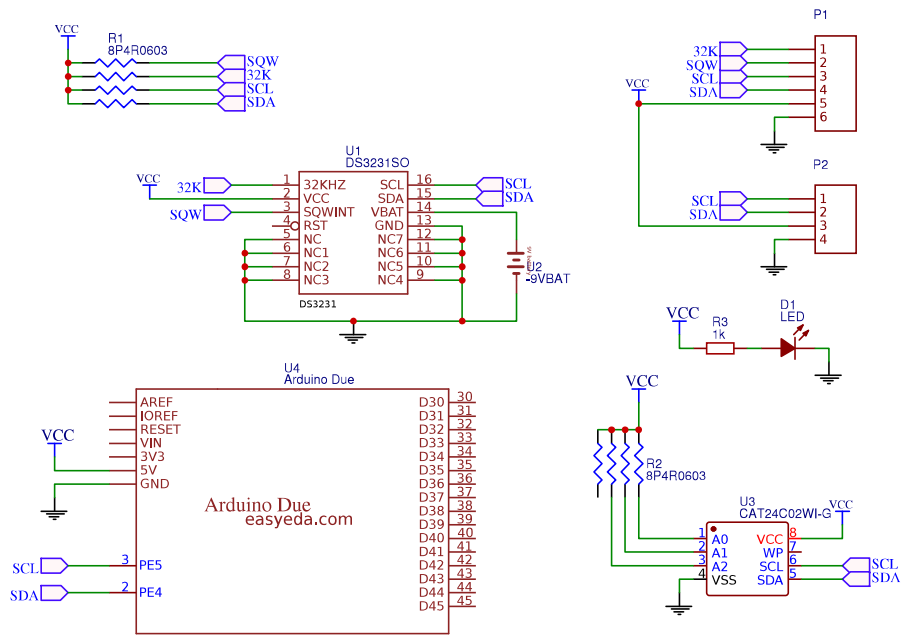 VCC
R1
8P4R0603
SQW
32K
SCL
SDA
P1
32K
SQW
SCL
SDA
VCC
1
2
3
4
5
6
P2
SCL
SDA
1
2
3
4
U1
DS3231SO
VCC
32K
SQW
1 32KHZ SCL 16
2 VCC SDA 15
3 SQWINT VBAT 14
4 RST GND 13
5 NC NC7 12
6 NC1 NC6 11
7 NC2 NC5 10
8 NC3 NC4 9
SCL
SDA
DS3231
U2
-9VBAT
VCC
R3
1k
D1
LED
U4
Arduino Due
VCC
AREF D30 30
IOREF D31 31
RESET D32 32
VIN D33 33
3V3 D34 34
5V D35 35
GND D36 36
D37 37
D38 38
D39 39
D40 40
D41 41
D42 42
D43 43
D44 44
D45 45
Arduino Due
easyeda.com
SCL 3 PE5
SDA 2 PE4
VCC
R2
8P4R0603
U3
CAT24C02WI-G
VCC
1 A0 VCC 8
2 A1 WP 7
3 A2 SCL 6
4 VSS SDA 5
SCL
SDA